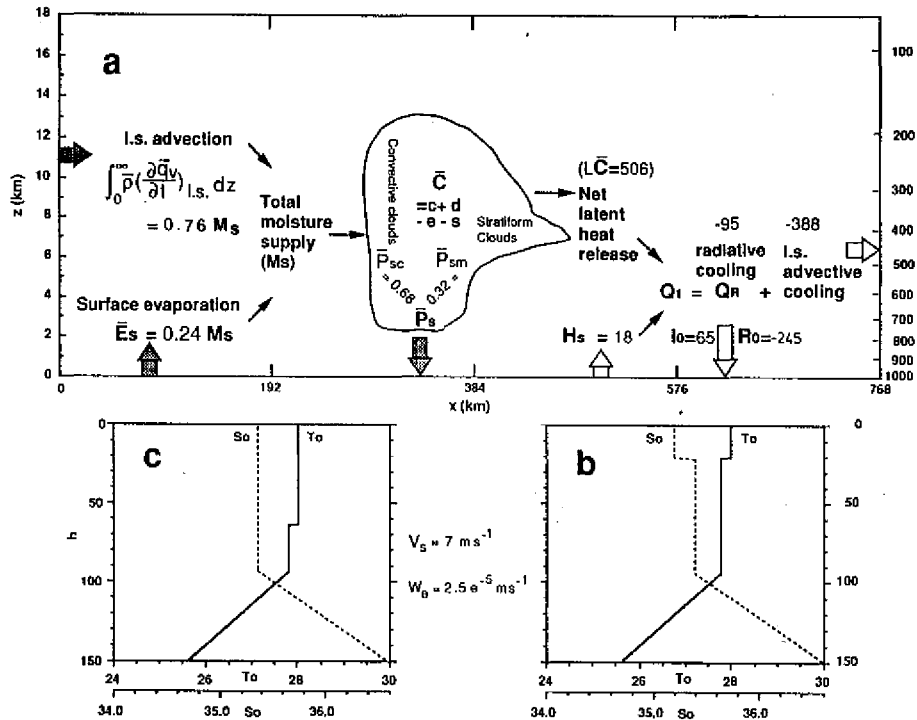 a
z (km)
18
16
14
12
10
8
6
4
2
0
100
200
300
400
500
600
700
800
900
1000
l.s. advection
∫₀^∞ ρ̄(∂q̄v/∂t)l.s. dz
= 0.76 Ms
Total
moisture
supply
(Ms)
Surface evaporation
Ēs = 0.24 Ms
Convective clouds
C̄
=c+d
-e-s
Stratiform
Clouds
P̄sc
= 0.68
P̄sm
0.32 =
P̄s
(LC̄=506)
Net
latent
heat
release
-95 -388
radiative l.s.
cooling advective
Q1 = QR + cooling
Hs = 18
Io=65
Ro=-245
0 192 384 576 768
x (km)
c
So To
h
0
50
100
150
24 26 28 30
To
34.0 35.0 36.0
So
Vs = 7 ms⁻¹
We = 2.5e⁻⁵ms⁻¹
b
So To
0
50
100
150
24 26 28 30
To
34.0 35.0 36.0
So